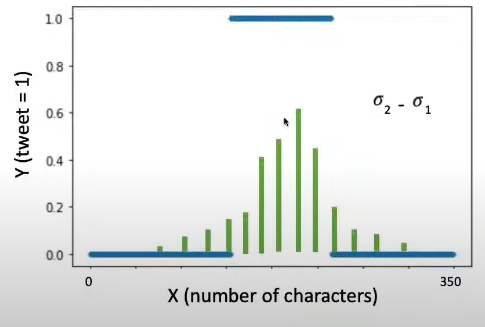 1.0
0.8
0.6
0.4
0.2
0.0
Y (tweet = 1)
σ₂ - σ₁
0
350
X (number of characters)